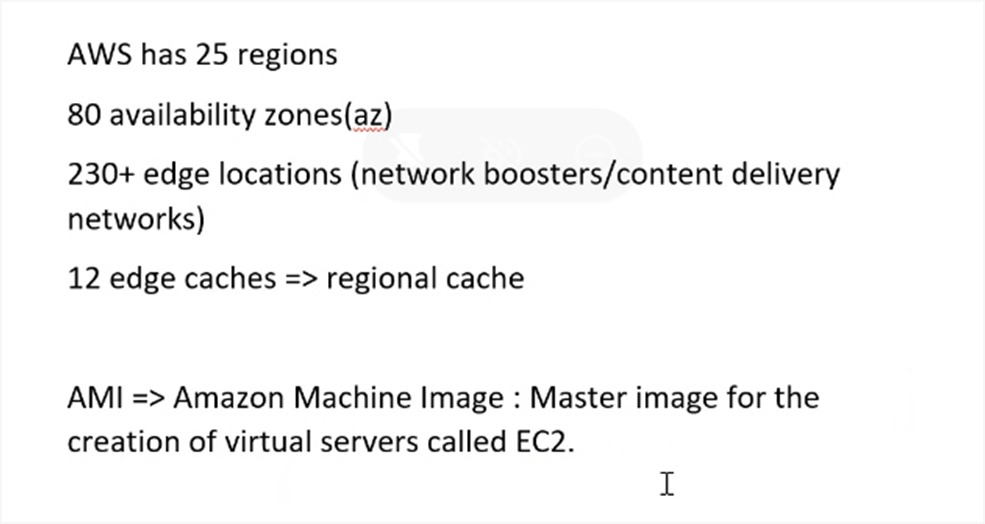 AWS has 25 regions
80 availability zones(az)
230+ edge locations (network boosters/content delivery
networks)
12 edge caches => regional cache
AMI => Amazon Machine Image : Master image for the
creation of virtual servers called EC2.